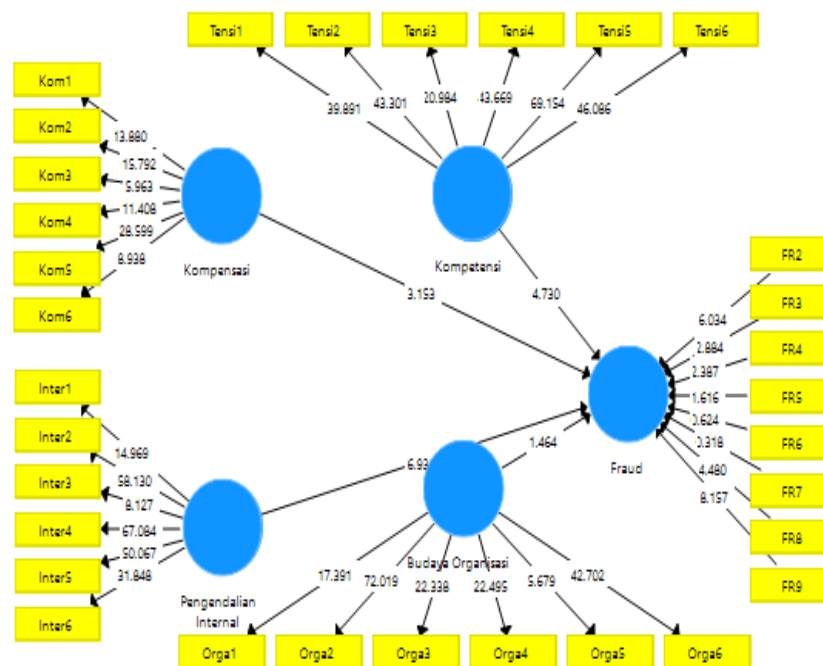 Tensi1
Tensi2
Tensi3
Tensi4
Tensi5
Tensi6
39.891
43.301
20.984
43.669
69.154
46.086
Kompetensi
4.730
Kom1
Kom2
Kom3
Kom4
Kom5
Kom6
13.880
15.792
5.963
11.408
28.599
8.938
Kompensasi
3.153
FR2
FR3
FR4
FR5
FR6
FR7
FR8
FR9
6.034
2.884
2.387
1.616
0.624
0.318
4.480
8.157
Fraud
Inter1
Inter2
Inter3
Inter4
Inter5
Inter6
14.969
58.130
8.127
67.084
50.067
31.848
Pengendalian
Internal
1.464
Budaya Organisasi
17.391
72.019
22.338
22.495
5.679
42.702
Orga1
Orga2
Orga3
Orga4
Orga5
Orga6